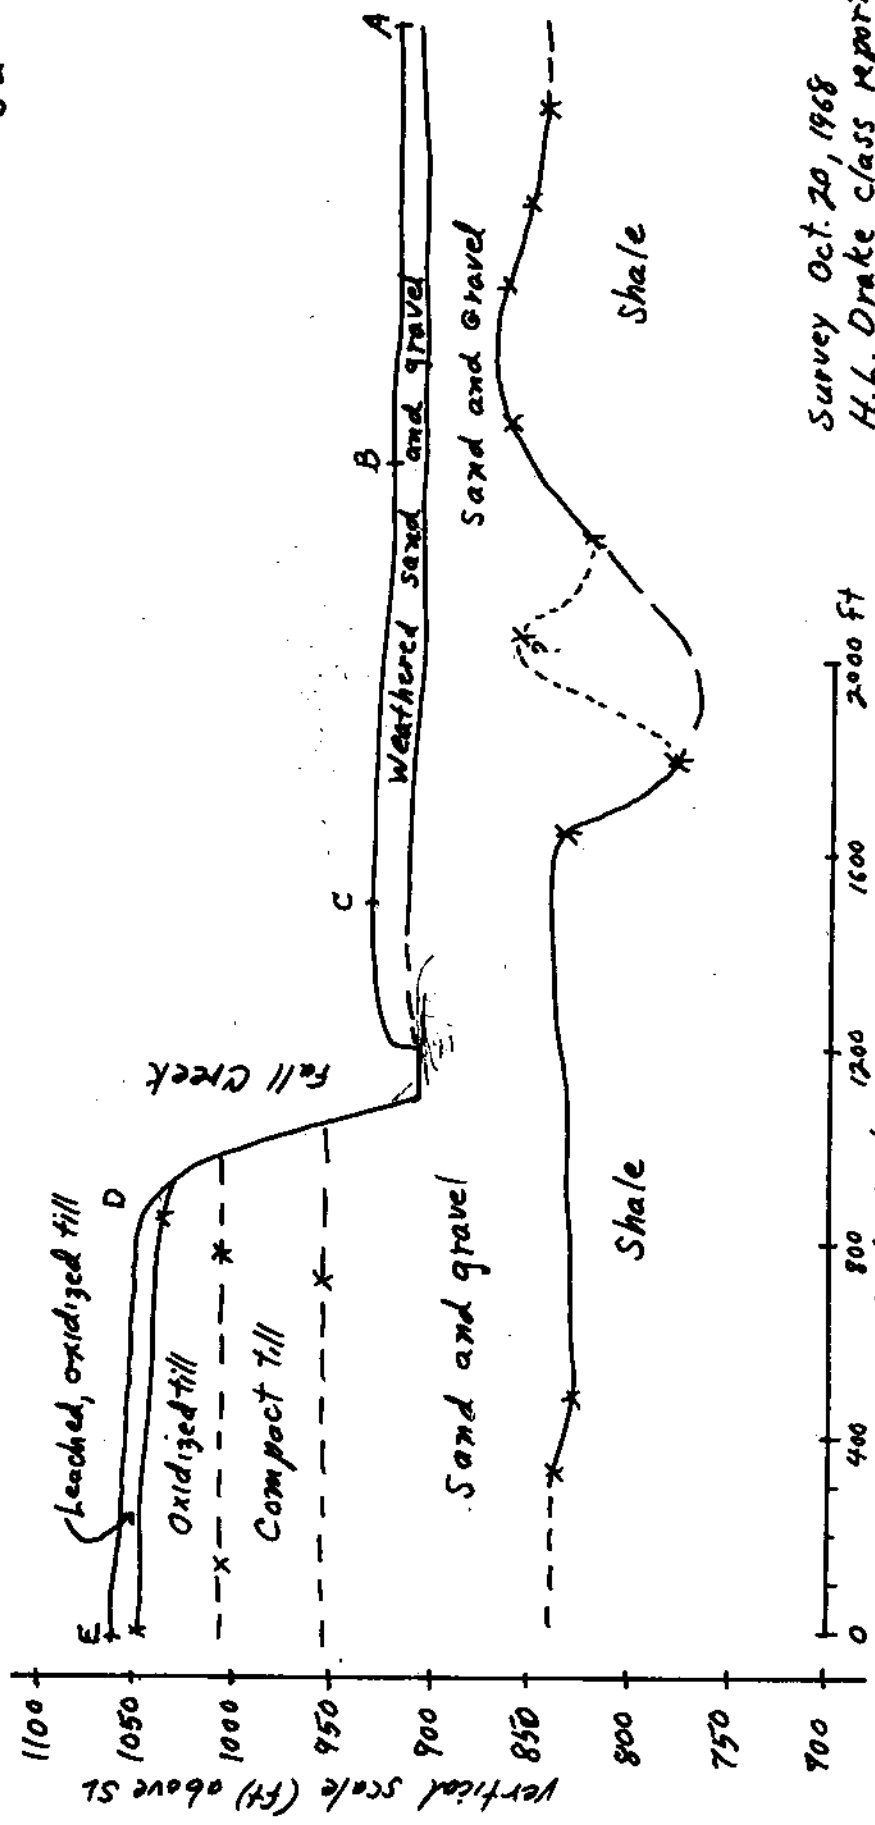 E
Leached, oxidized till
D
Oxidized till
Compact till
Fall Creek
C
B
A
Weathered sand and gravel
Sand and gravel
Sand and Gravel
?
Shale
Shale
vertical scale (ft) above SL
1100
1050
1000
950
900
850
800
750
700
0
400
800
1200
1600
2000 ft
Survey Oct. 20, 1968
H.L. Drake class repor